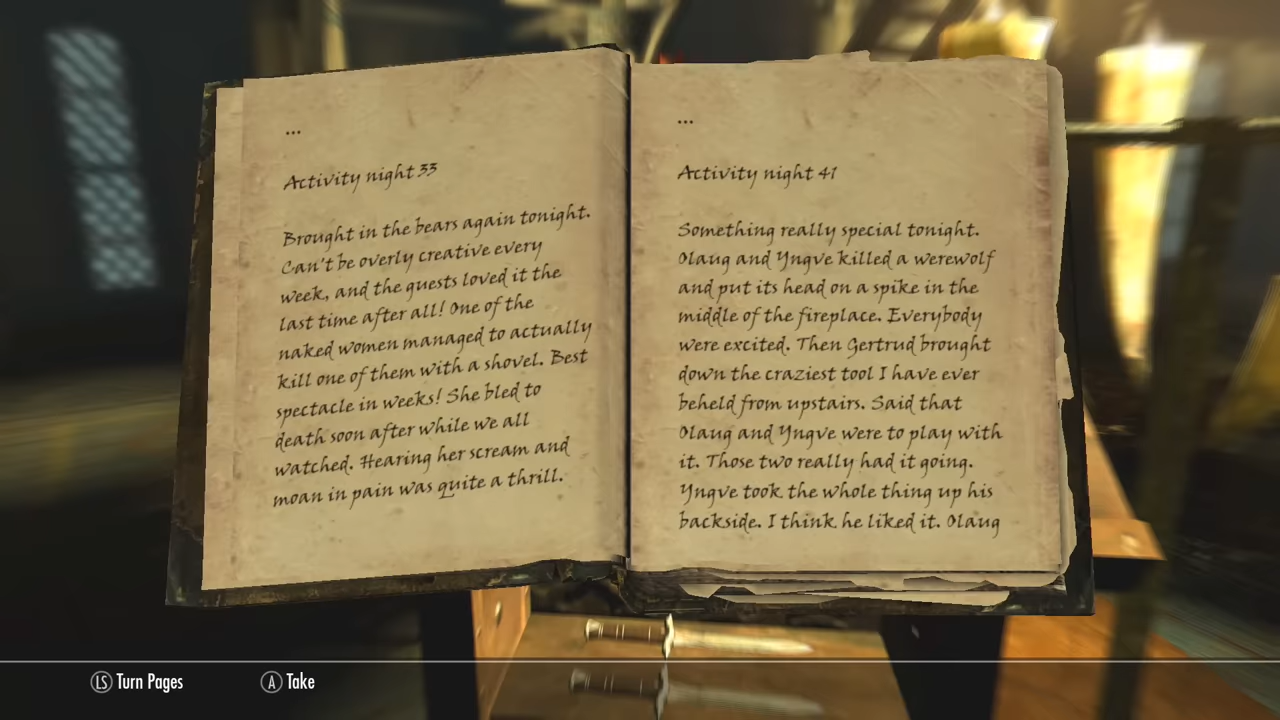 ...
Activity night 33
Brought in the bears again tonight.
Can't be overly creative every
week, and the guests loved it the
last time after all! One of the
naked women managed to actually
kill one of them with a shovel. Best
spectacle in weeks! She bled to
death soon after while we all
watched. Hearing her scream and
moan in pain was quite a thrill.
...
Activity night 41
Something really special tonight.
Olaug and Yngve killed a werewolf
and put its head on a spike in the
middle of the fireplace. Everybody
were excited. Then Gertrud brought
down the craziest tool I have ever
beheld from upstairs. Said that
Olaug and Yngve were to play with
it. Those two really had it going.
Yngve took the whole thing up his
backside. I think he liked it. Olaug
LS Turn Pages
A Take